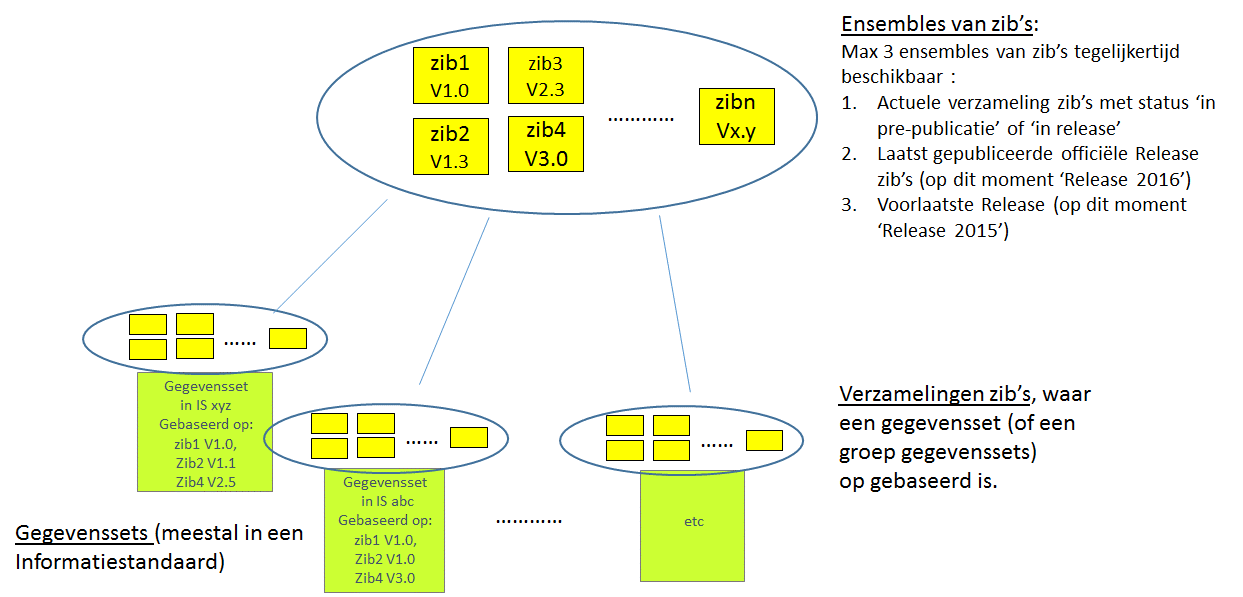 Ensembles van zib's:
Max 3 ensembles van zib's tegelijkertijd
beschikbaar :
1. Actuele verzameling zib's met status 'in
pre-publicatie' of 'in release'
2. Laatst gepubliceerde officiële Release
zib's (op dit moment 'Release 2016')
3. Voorlaatste Release (op dit moment
'Release 2015')
zib1
V1.0
zib3
V2.3
zib2
V1.3
zib4
V3.0
............
zibn
Vx.y
......
Gegevensset
in IS xyz
Gebaseerd op:
zib1 V1.0,
Zib2 V1.1
Zib4 V2.5
......
Gegevensset
in IS abc
Gebaseerd op:
zib1 V1.0,
Zib2 V1.0
Zib4 V3.0
............
......
etc
Verzamelingen zib's, waar
een gegevensset (of een
groep gegevenssets)
op gebaseerd is.
Gegevenssets (meestal in een
Informatiestandaard)